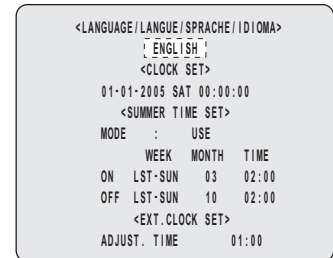 <LANGUAGE/LANGUE/SPRACHE/IDIOMA>
ENGLISH
<CLOCK SET>
01-01-2005 SAT 00:00:00
<SUMMER TIME SET>
MODE : USE
WEEK MONTH TIME
ON LST-SUN 03 02:00
OFF LST-SUN 10 02:00
<EXT.CLOCK SET>
ADJUST. TIME 01:00